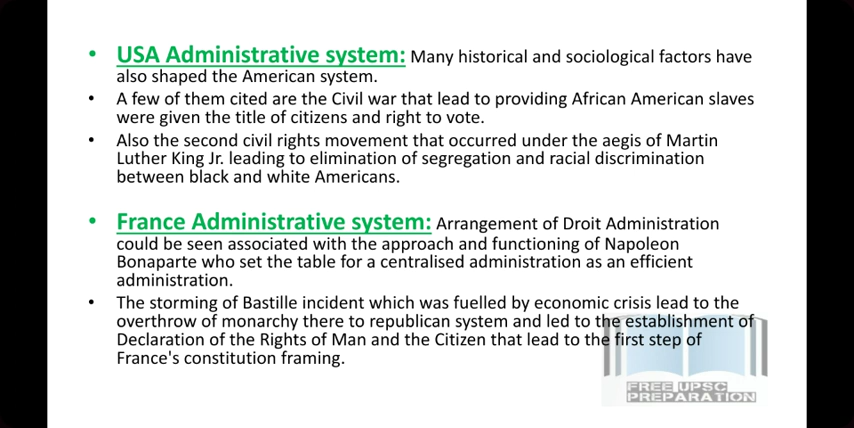 • USA Administrative system: Many historical and sociological factors have
also shaped the American system.
• A few of them cited are the Civil war that lead to providing African American slaves
were given the title of citizens and right to vote.
• Also the second civil rights movement that occurred under the aegis of Martin
Luther King Jr. leading to elimination of segregation and racial discrimination
between black and white Americans.
• France Administrative system: Arrangement of Droit Administration
could be seen associated with the approach and functioning of Napoleon
Bonaparte who set the table for a centralised administration as an efficient
administration.
• The storming of Bastille incident which was fuelled by economic crisis lead to the
overthrow of monarchy there to republican system and led to the establishment of
Declaration of the Rights of Man and the Citizen that lead to the first step of
France's constitution framing.
FREE UPSC
PREPARATION